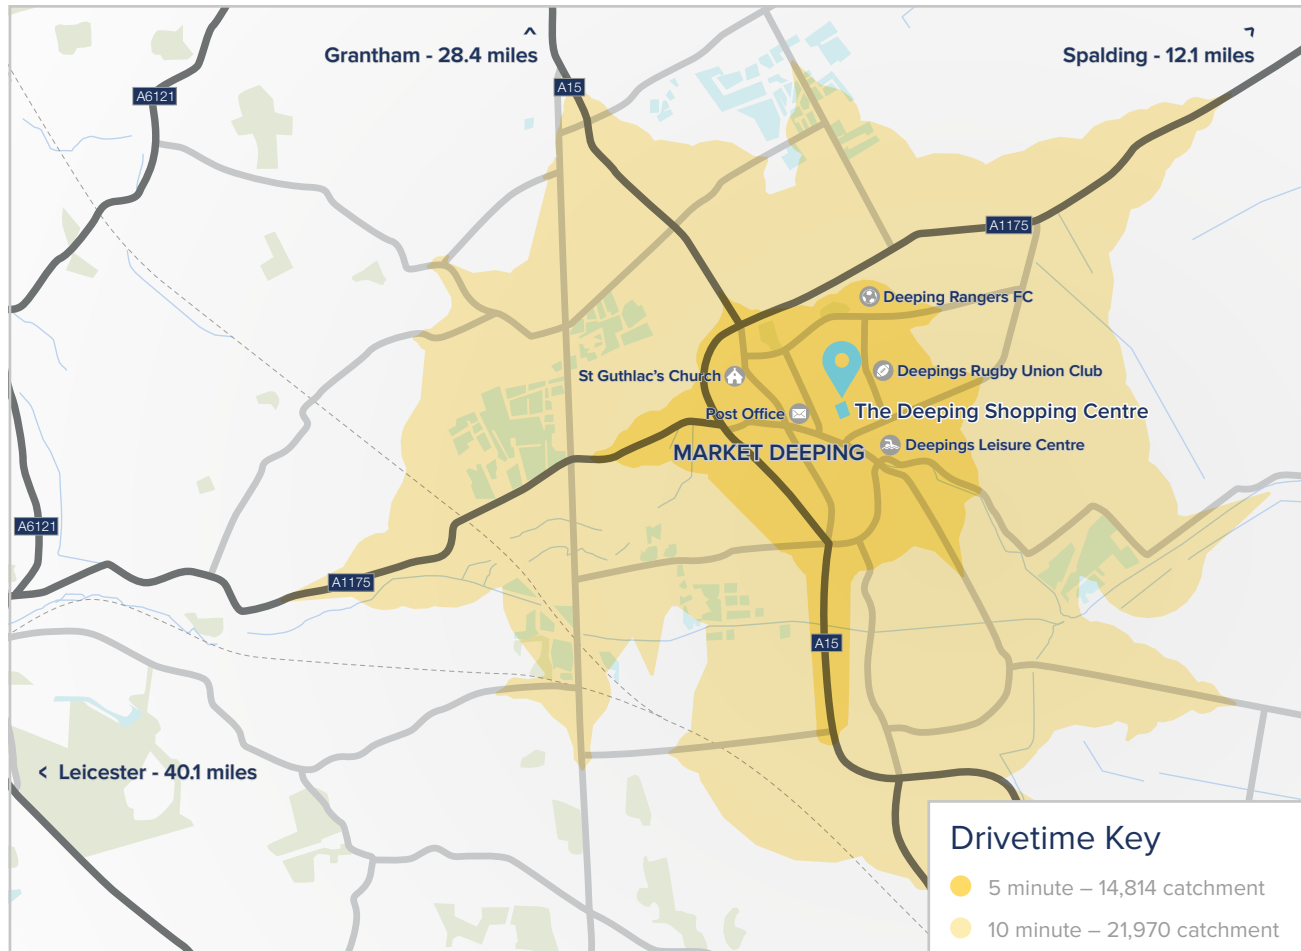 ^
Grantham - 28.4 miles
Spalding - 12.1 miles
A6121
A15
A1175
Deeping Rangers FC
St Guthlac's Church
Deepings Rugby Union Club
Post Office
The Deeping Shopping Centre
MARKET DEEPING
Deepings Leisure Centre
A6121
A1175
A15
< Leicester - 40.1 miles
Drivetime Key
5 minute – 14,814 catchment
10 minute – 21,970 catchment